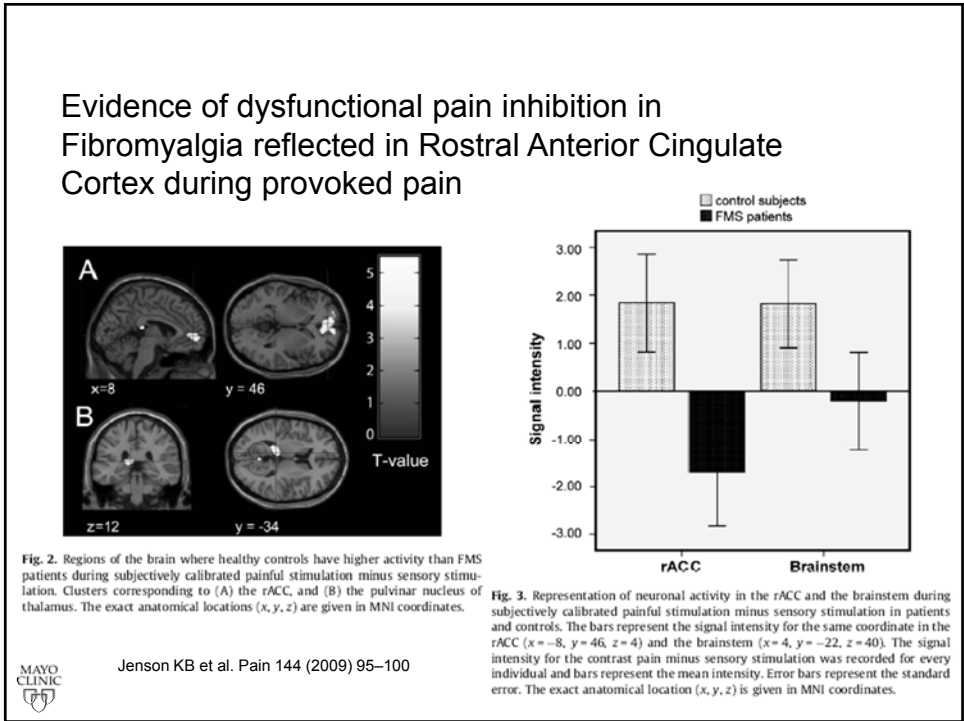 Evidence of dysfunctional pain inhibition in
Fibromyalgia reflected in Rostral Anterior Cingulate
Cortex during provoked pain
A
x=8
y = 46
B
z=12
y = -34
5
4
3
2
1
0
T-value
Fig. 2. Regions of the brain where healthy controls have higher activity than FMS
patients during subjectively calibrated painful stimulation minus sensory stimu-
lation. Clusters corresponding to (A) the rACC, and (B) the pulvinar nucleus of
thalamus. The exact anatomical locations (x, y, z) are given in MNI coordinates.
control subjects
FMS patients
Signal intensity
3.00
2.00
1.00
0.00
-1.00
-2.00
-3.00
rACC
Brainstem
Fig. 3. Representation of neuronal activity in the rACC and the brainstem during
subjectively calibrated painful stimulation minus sensory stimulation in patients
and controls. The bars represent the signal intensity for the same coordinate in the
rACC (x = −8, y = 46, z = 4) and the brainstem (x = 4, y = −22, z = 40). The signal
intensity for the contrast pain minus sensory stimulation was recorded for every
individual and bars represent the mean intensity. Error bars represent the standard
error. The exact anatomical location (x, y, z) is given in MNI coordinates.
MAYO
CLINIC
Jenson KB et al. Pain 144 (2009) 95–100